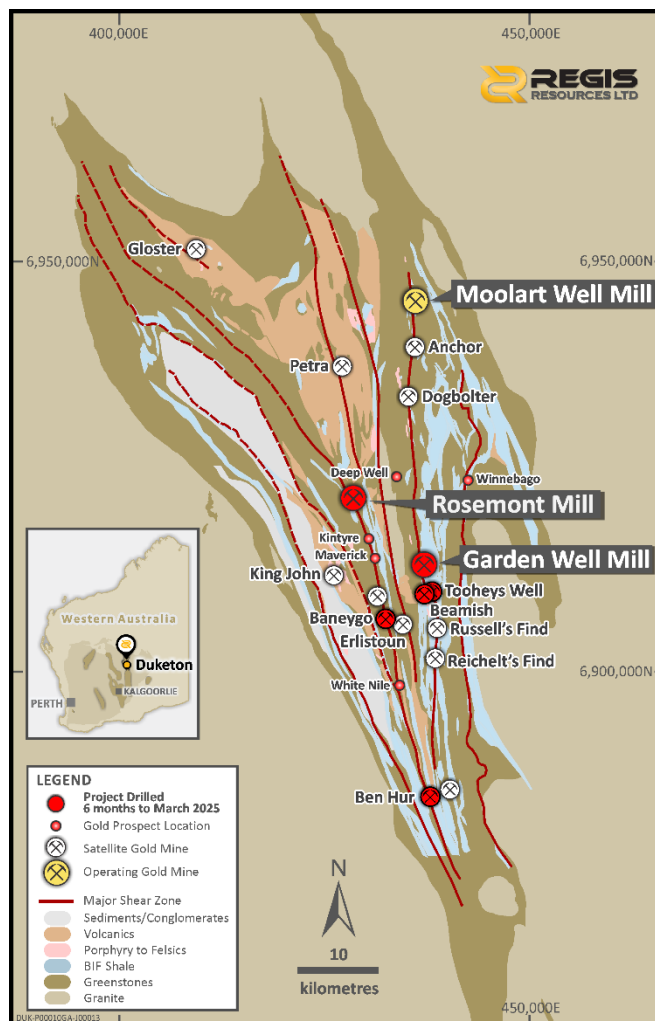 400,000E
450,000E
REGIS
RESOURCES LTD
Gloster
6,950,000N
6,950,000N
Moolart Well Mill
Anchor
Petra
Dogbolter
Deep Well
Winnebago
Rosemont Mill
Kintyre
Maverick
Garden Well Mill
King John
Tooheys Well
Beamish
Baneygo
Erlistoun
Russell's Find
Reichelt's Find
White Nile
6,900,000N
Ben Hur
Western Australia
Duketon
KALGOORLIE
PERTH
LEGEND
Project Drilled
6 months to March 2025
Gold Prospect Location
Satellite Gold Mine
Operating Gold Mine
Major Shear Zone
Sediments/Conglomerates
Volcanics
Porphyry to Felsics
BIF Shale
Greenstones
Granite
N
10
kilometres
450,000E
DUK-P00010GA-J00013